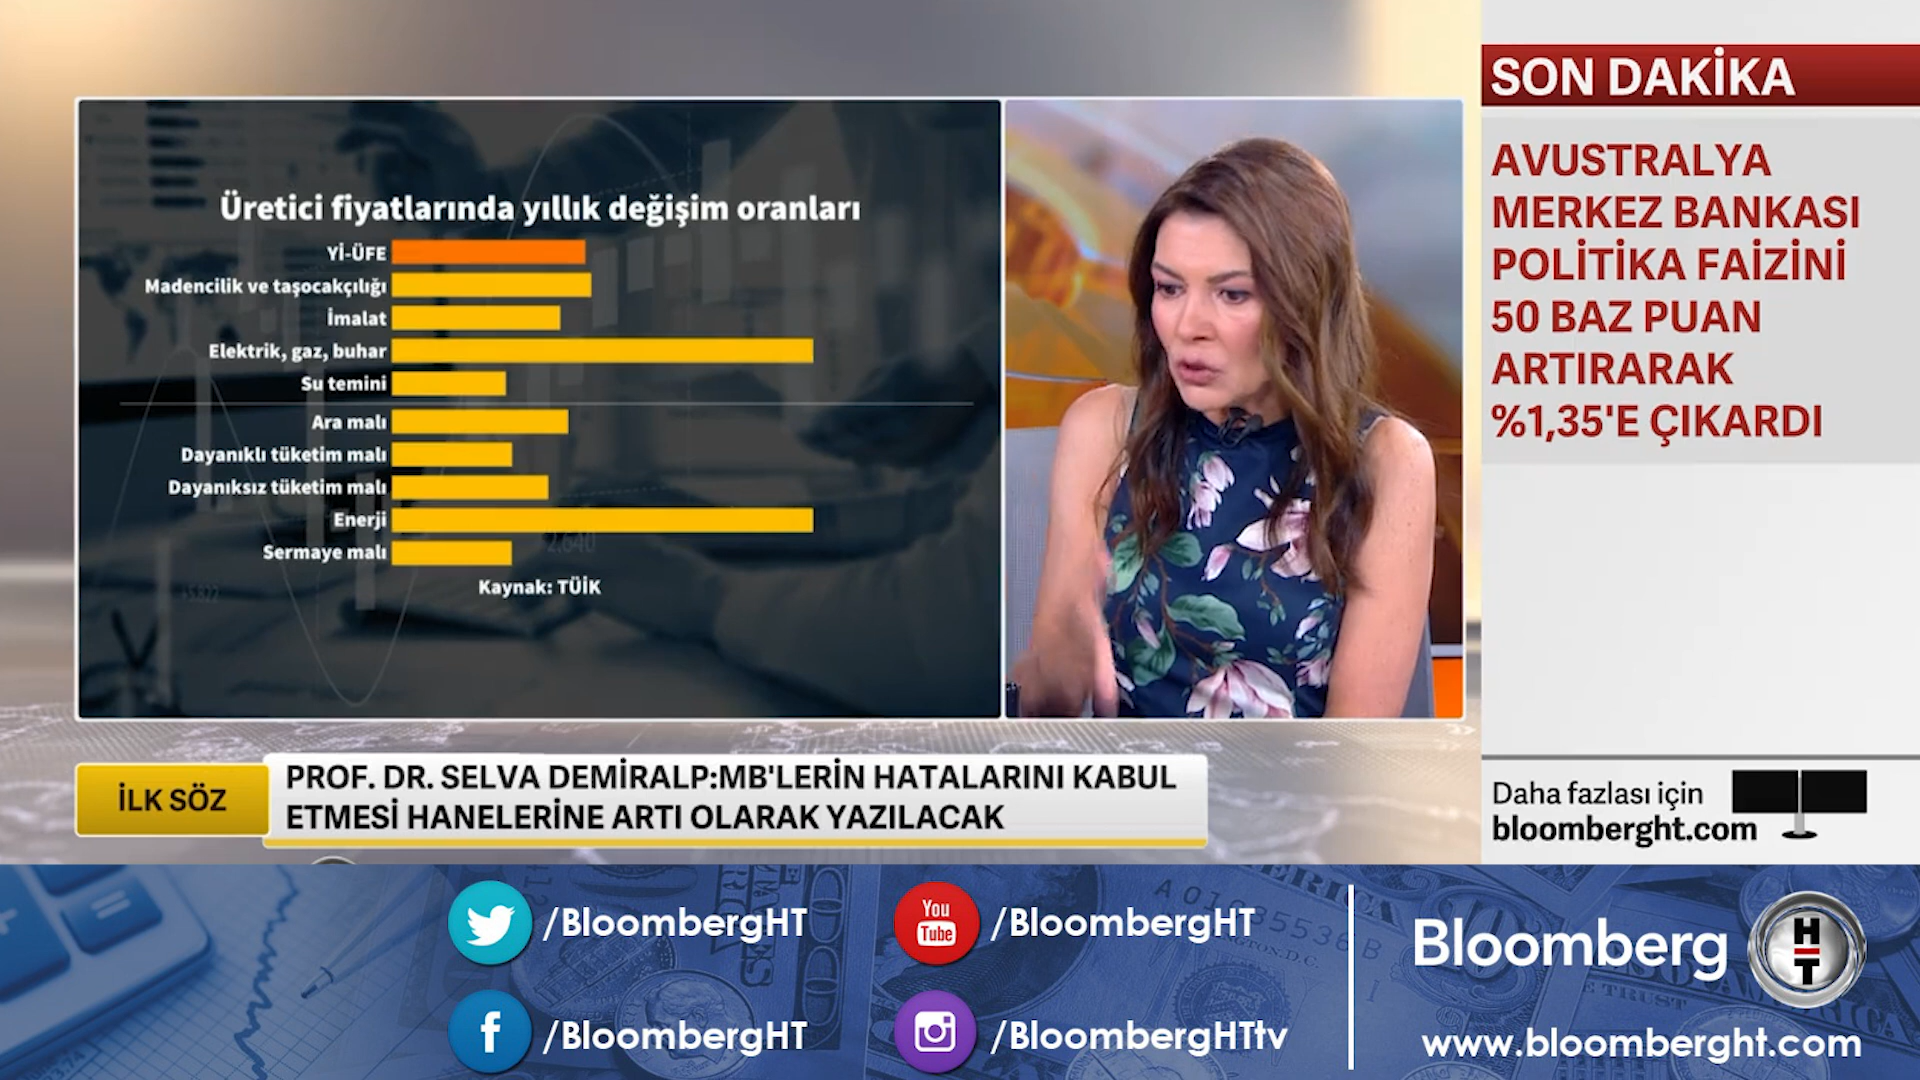 Üretici fiyatlarında yıllık değişim oranları
Yİ-ÜFE
Madencilik ve taşocakçılığı
İmalat
Elektrik, gaz, buhar
Su temini
Ara malı
Dayanıklı tüketim malı
Dayanıksız tüketim malı
Enerji
Sermaye malı
Kaynak: TÜİK
SON DAKİKA
AVUSTRALYA
MERKEZ BANKASI
POLİTİKA FAİZİNİ
50 BAZ PUAN
ARTIRARAK
%1,35'E ÇIKARDI
İLK SÖZ
PROF. DR. SELVA DEMİRALP:MB'LERİN HATALARINI KABUL
ETMESİ HANELERİNE ARTI OLARAK YAZILACAK
Daha fazlası için
bloomberght.com
/BloombergHT
You
Tube
/BloombergHT
f
/BloombergHT
/BloombergHTtv
Bloomberg
HT
www.bloomberght.com